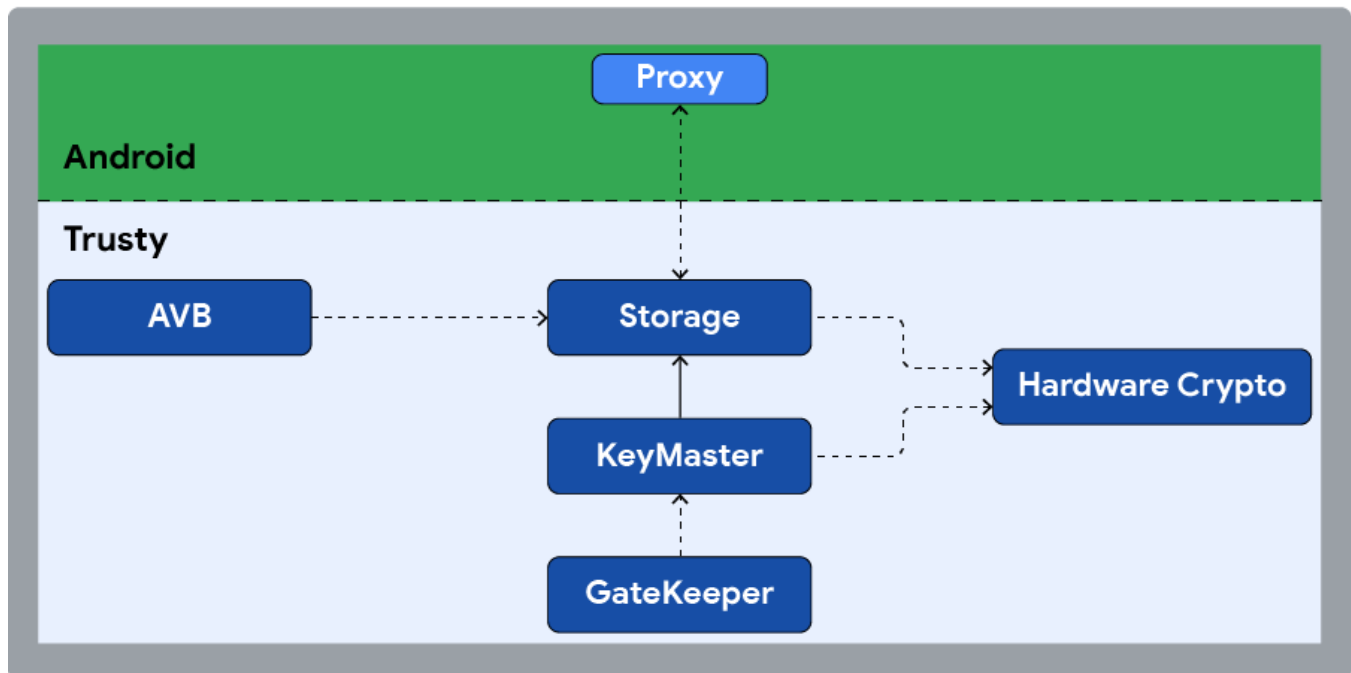 Proxy
Android
Trusty
AVB
Storage
Hardware Crypto
KeyMaster
GateKeeper